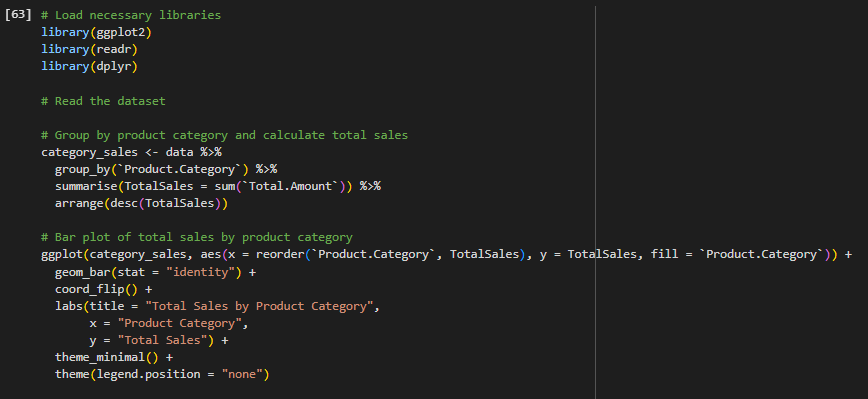 [63] # Load necessary libraries
library(ggplot2)
library(readr)
library(dplyr)
# Read the dataset
# Group by product category and calculate total sales
category_sales <- data %>%
  group_by(`Product.Category`) %>%
  summarise(TotalSales = sum(`Total.Amount`)) %>%
  arrange(desc(TotalSales))
# Bar plot of total sales by product category
ggplot(category_sales, aes(x = reorder(`Product.Category`, TotalSales), y = TotalSales, fill = `Product.Category`)) +
  geom_bar(stat = "identity") +
  coord_flip() +
  labs(title = "Total Sales by Product Category",
       x = "Product Category",
       y = "Total Sales") +
  theme_minimal() +
  theme(legend.position = "none")